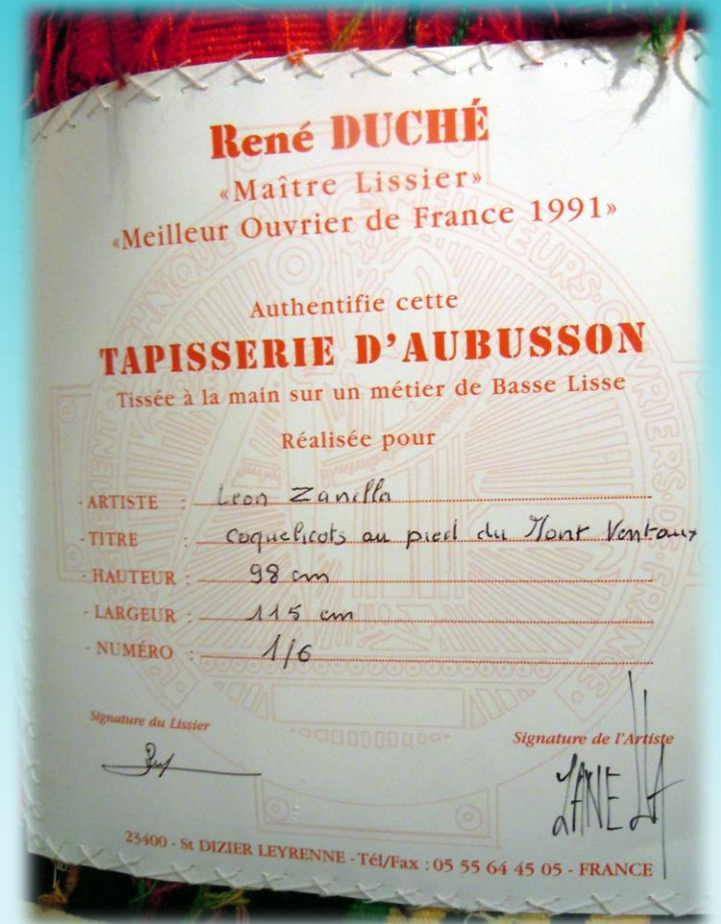 René DUCHÉ
«Maître Lissier»
«Meilleur Ouvrier de France 1991»
Authentifie cette
TAPISSERIE D'AUBUSSON
Tissée à la main sur un métier de Basse Lisse
Réalisée pour
- ARTISTE : Leon Zanella
- TITRE : Coquelicots au pied du Mont Ventoux
- HAUTEUR : 98 cm
- LARGEUR : 115 cm
- NUMÉRO : 1/6
Signature du Lissier
Signature de l'Artiste
ZANELLA
23400 - St DIZIER LEYRENNE - Tél/Fax : 05 55 64 45 05 - FRANCE